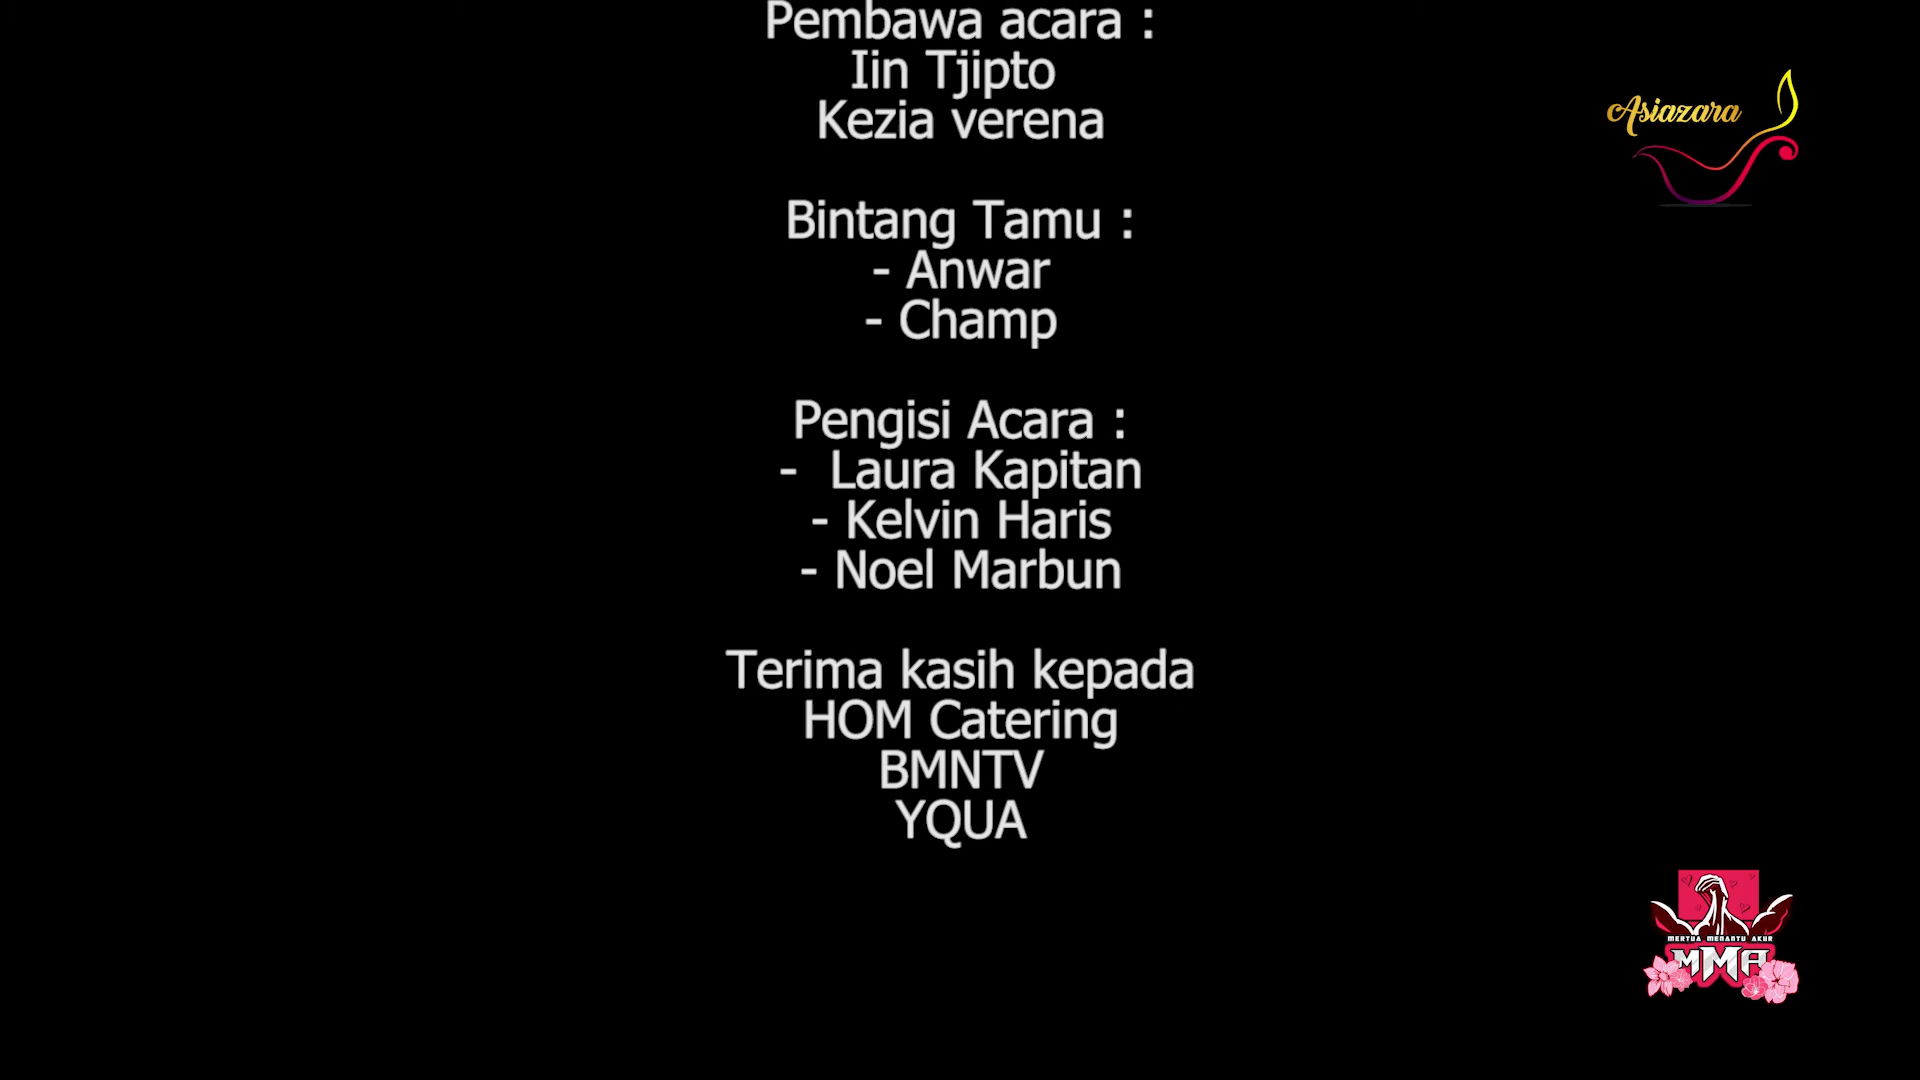 Pembawa acara :
Iin Tjipto
Kezia verena
Asiazara
Bintang Tamu :
- Anwar
- Champ
Pengisi Acara :
- Laura Kapitan
- Kelvin Haris
- Noel Marbun
Terima kasih kepada
HOM Catering
BMNTV
YQUA
MERTUA MENANTU AKUR
MMA